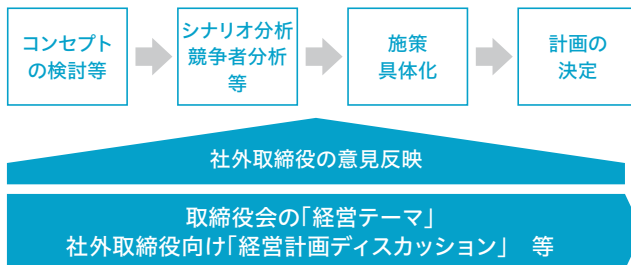 コンセプト
の検討等
シナリオ分析
競争者分析
等
施策
具体化
計画の
決定
社外取締役の意見反映
取締役会の「経営テーマ」
社外取締役向け「経営計画ディスカッション」 等